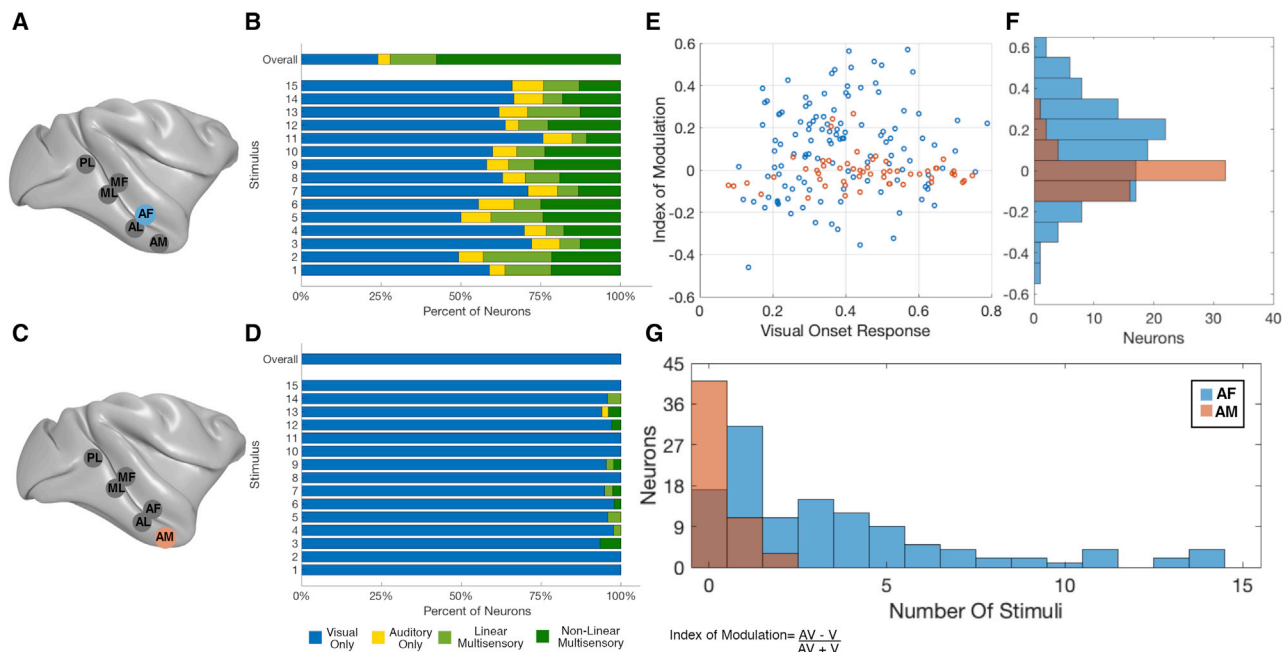 A
PL
MF
ML
AF
AL
AM
B
Overall
15
14
13
12
11
10
9
8
7
6
5
4
3
2
1
Stimulus
0% 25% 50% 75% 100%
Percent of Neurons
E
0.6
0.4
0.2
0
-0.2
-0.4
-0.6
Index of Modulation
0 0.2 0.4 0.6 0.8
Visual Onset Response
F
0.6
0.4
0.2
0
-0.2
-0.4
-0.6
0 10 20 30 40
Neurons
C
PL
MF
ML
AF
AL
AM
D
Overall
15
14
13
12
11
10
9
8
7
6
5
4
3
2
1
Stimulus
0% 25% 50% 75% 100%
Percent of Neurons
Visual
Only
Auditory
Only
Linear
Multisensory
Non-Linear
Multisensory
G
45
36
27
18
9
0
Neurons
AF
AM
0 5 10 15
Number Of Stimuli
Index of Modulation= AV - V
AV + V